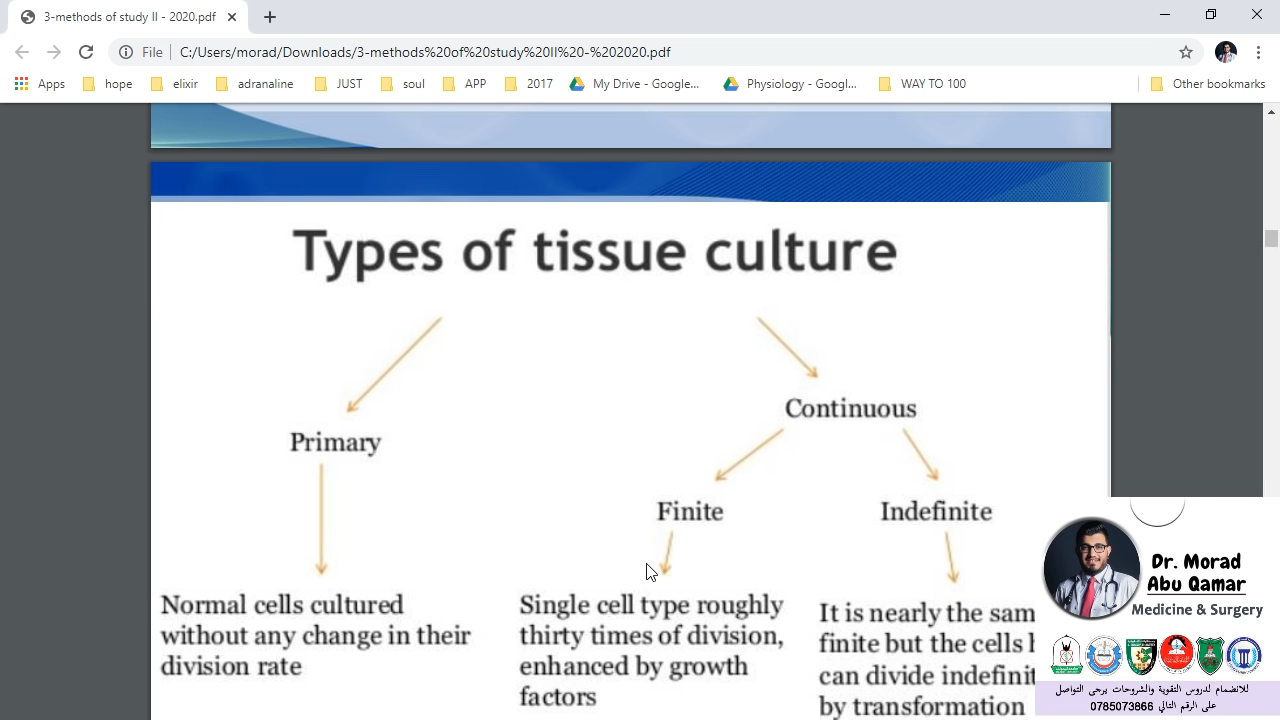 3-methods of study II - 2020.pdf
File
C:/Users/morad/Downloads/3-methods%20of%20study%20II%20-%202020.pdf
Apps hope elixir adranaline JUST soul APP 2017 My Drive - Google... Physiology - Googl... WAY TO 100 Other bookmarks
Types of tissue culture
Primary
Continuous
Finite
Indefinite
Normal cells cultured
without any change in their
division rate
Single cell type roughly
thirty times of division,
enhanced by growth
factors
It is nearly the sam
finite but the cells h
can divide indefinit
by transformation
Dr. Morad
Abu Qamar
Medicine & Surgery
للانضمام لدروس التقوية والشروحات يرجى التواصل
على الرقم التالي 0785073866